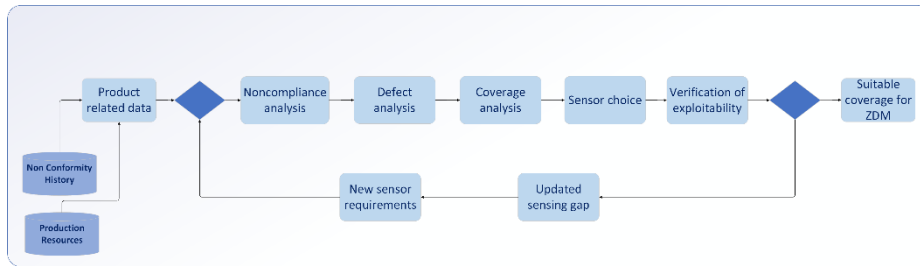 Product
related data
Noncompliance
analysis
Defect
analysis
Coverage
analysis
Sensor choice
Verification of
exploitability
Suitable
coverage for
ZDM
Non Conformity
History
Production
Resources
New sensor
requirements
Updated
sensing gap